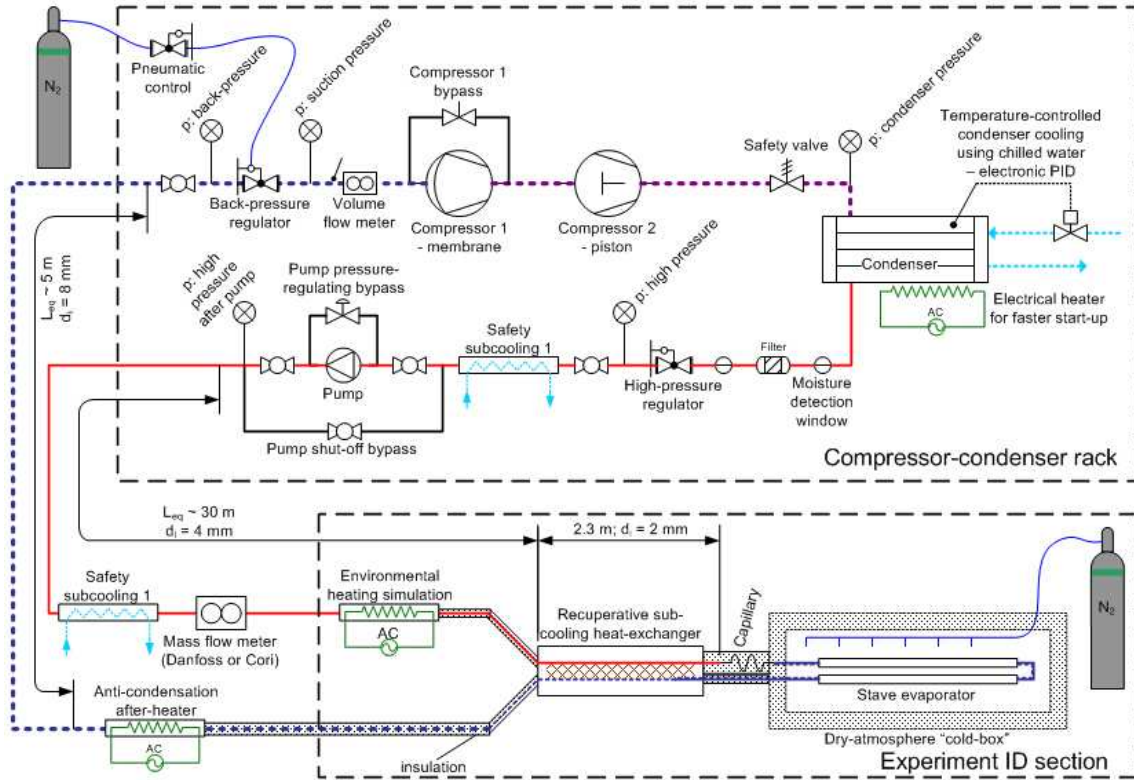 N2
Pneumatic
control
p: back-pressure
p: suction pressure
Compressor 1
bypass
p: condenser pressure
Safety valve
Temperature-controlled
condenser cooling
using chilled water
– electronic PID
Back-pressure
regulator
Volume
flow meter
Compressor 1
- membrane
Compressor 2
- piston
Condenser
AC
Electrical heater
for faster start-up
Leq ~ 5 m
di = 8 mm
p: high
pressure
after pump
Pump pressure-
regulating bypass
Safety
subcooling 1
p: high pressure
Filter
Pump
High-pressure
regulator
Moisture
detection
window
Pump shut-off bypass
Compressor-condenser rack
Leq ~ 30 m
di = 4 mm
2.3 m; di = 2 mm
Safety
subcooling 1
Mass flow meter
(Danfoss or Cori)
Environmental
heating simulation
AC
Recuperative sub-
cooling heat-exchanger
Capillary
N2
Stave evaporator
Anti-condensation
after-heater
AC
insulation
Dry-atmosphere "cold-box"
Experiment ID section